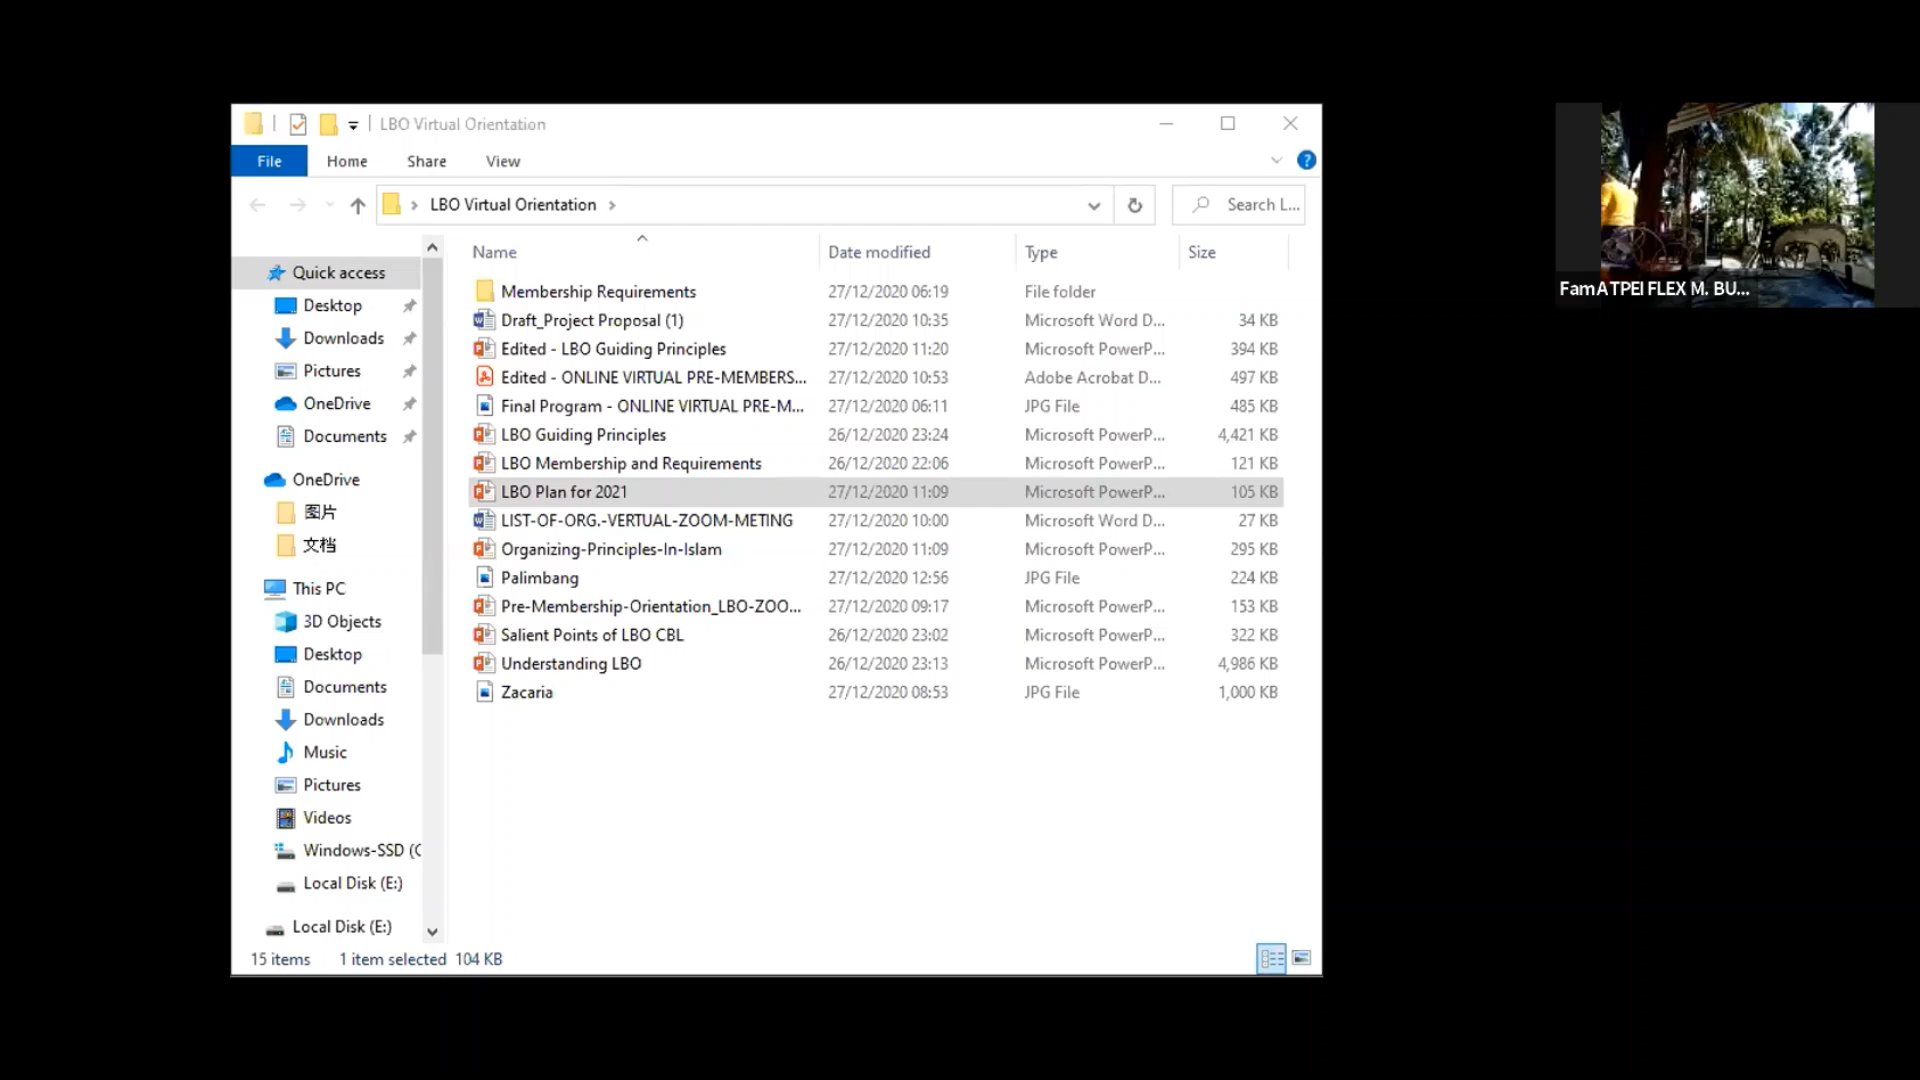 LBO Virtual Orientation
File Home Share View
LBO Virtual Orientation
Search L...
Name Date modified Type Size
Quick access
Desktop
Downloads
Pictures
OneDrive
Documents
OneDrive
图片
文档
This PC
3D Objects
Desktop
Documents
Downloads
Music
Pictures
Videos
Windows-SSD (C
Local Disk (E:)
Local Disk (E:)
Membership Requirements 27/12/2020 06:19 File folder
Draft_Project Proposal (1) 27/12/2020 10:35 Microsoft Word D... 34 KB
Edited - LBO Guiding Principles 27/12/2020 11:20 Microsoft PowerP... 394 KB
Edited - ONLINE VIRTUAL PRE-MEMBERS... 27/12/2020 10:53 Adobe Acrobat D... 497 KB
Final Program - ONLINE VIRTUAL PRE-M... 27/12/2020 06:11 JPG File 485 KB
LBO Guiding Principles 26/12/2020 23:24 Microsoft PowerP... 4,421 KB
LBO Membership and Requirements 26/12/2020 22:06 Microsoft PowerP... 121 KB
LBO Plan for 2021 27/12/2020 11:09 Microsoft PowerP... 105 KB
LIST-OF-ORG.-VERTUAL-ZOOM-METING 27/12/2020 10:00 Microsoft Word D... 27 KB
Organizing-Principles-In-Islam 27/12/2020 11:09 Microsoft PowerP... 295 KB
Palimbang 27/12/2020 12:56 JPG File 224 KB
Pre-Membership-Orientation_LBO-ZOO... 27/12/2020 09:17 Microsoft PowerP... 153 KB
Salient Points of LBO CBL 26/12/2020 23:02 Microsoft PowerP... 322 KB
Understanding LBO 26/12/2020 23:13 Microsoft PowerP... 4,986 KB
Zacaria 27/12/2020 08:53 JPG File 1,000 KB
15 items 1 item selected 104 KB
FamATPEI FLEX M. BU...